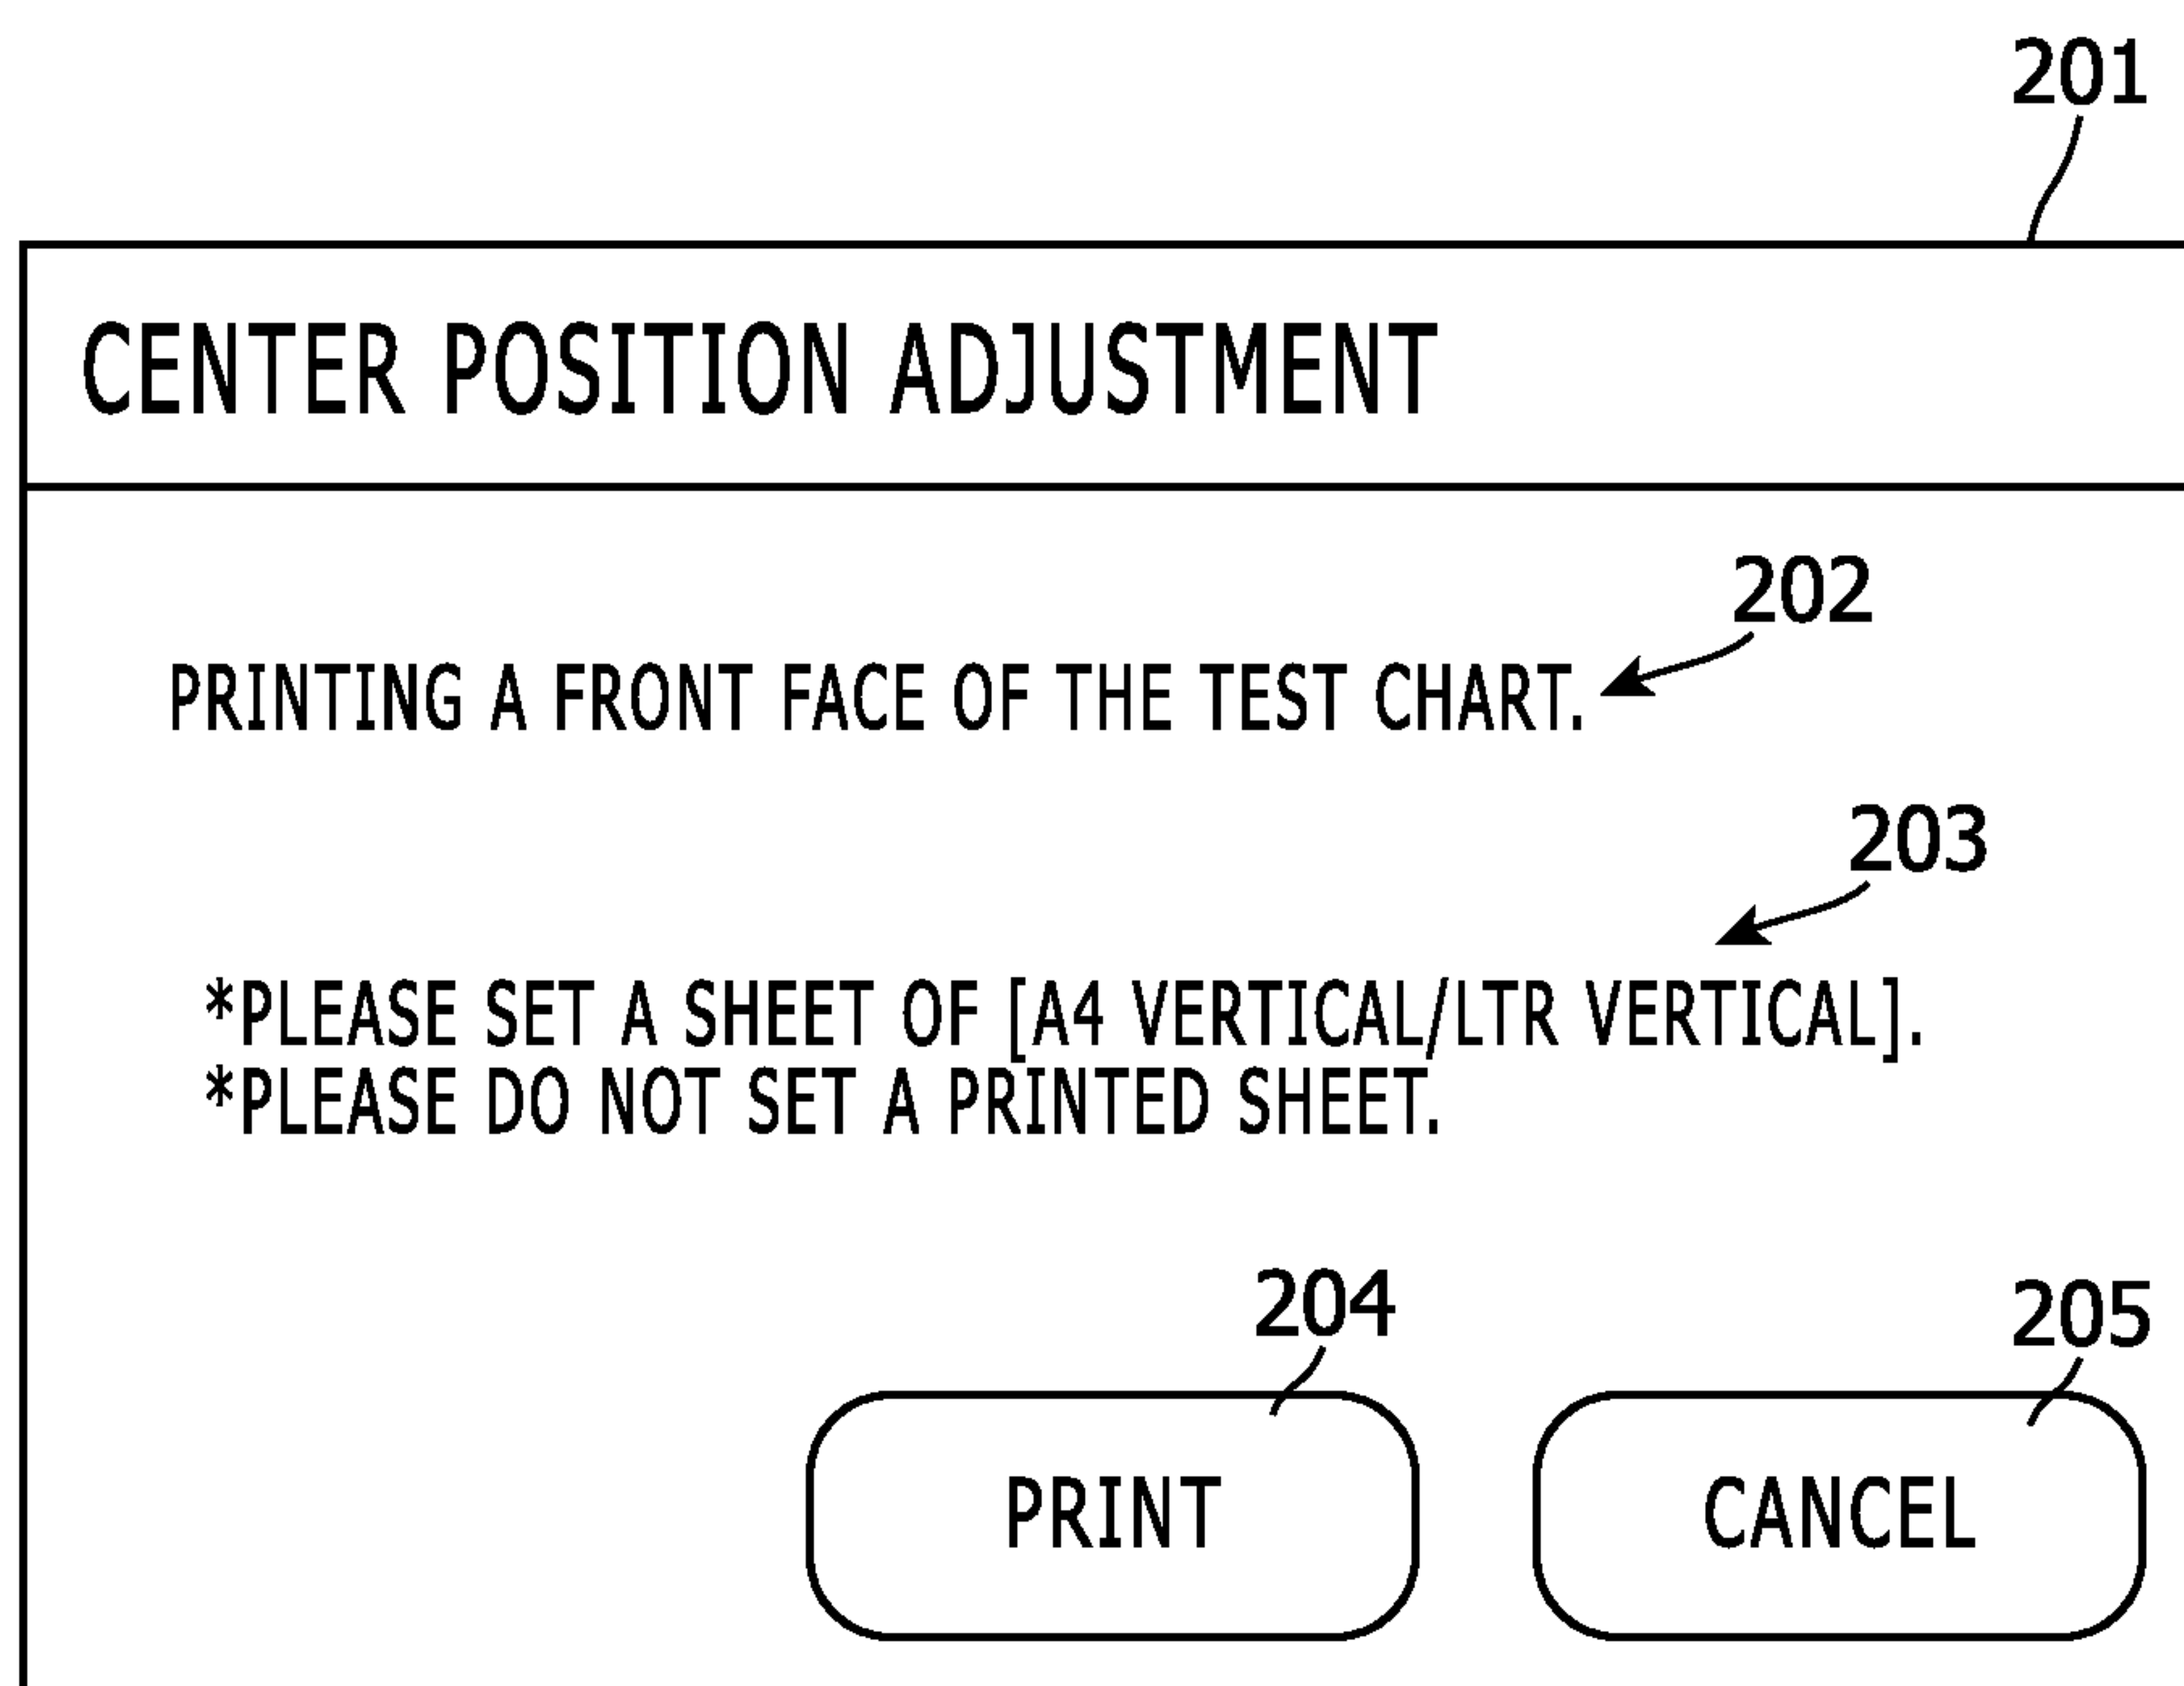 201
CENTER POSITION ADJUSTMENT
202
PRINTING A FRONT FACE OF THE TEST CHART.
203
*PLEASE SET A SHEET OF [A4 VERTICAL/LTR VERTICAL].
*PLEASE DO NOT SET A PRINTED SHEET.
204
205
PRINT
CANCEL